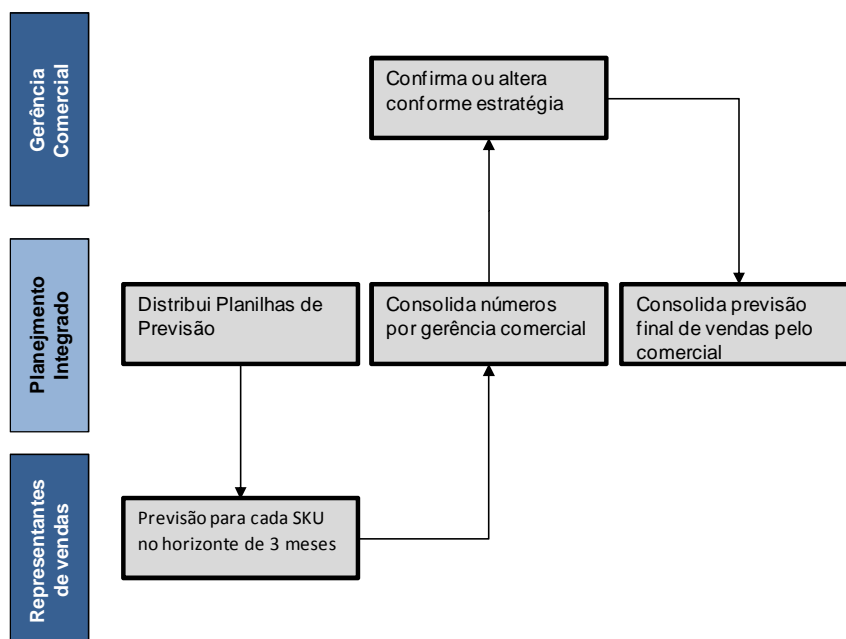 Gerência
Comercial
Confirma ou altera
conforme estratégia
Planejmento
Integrado
Distribui Planilhas de
Previsão
Consolida números
por gerência comercial
Consolida previsão
final de vendas pelo
comercial
Representantes
de vendas
Previsão para cada SKU
no horizonte de 3 meses